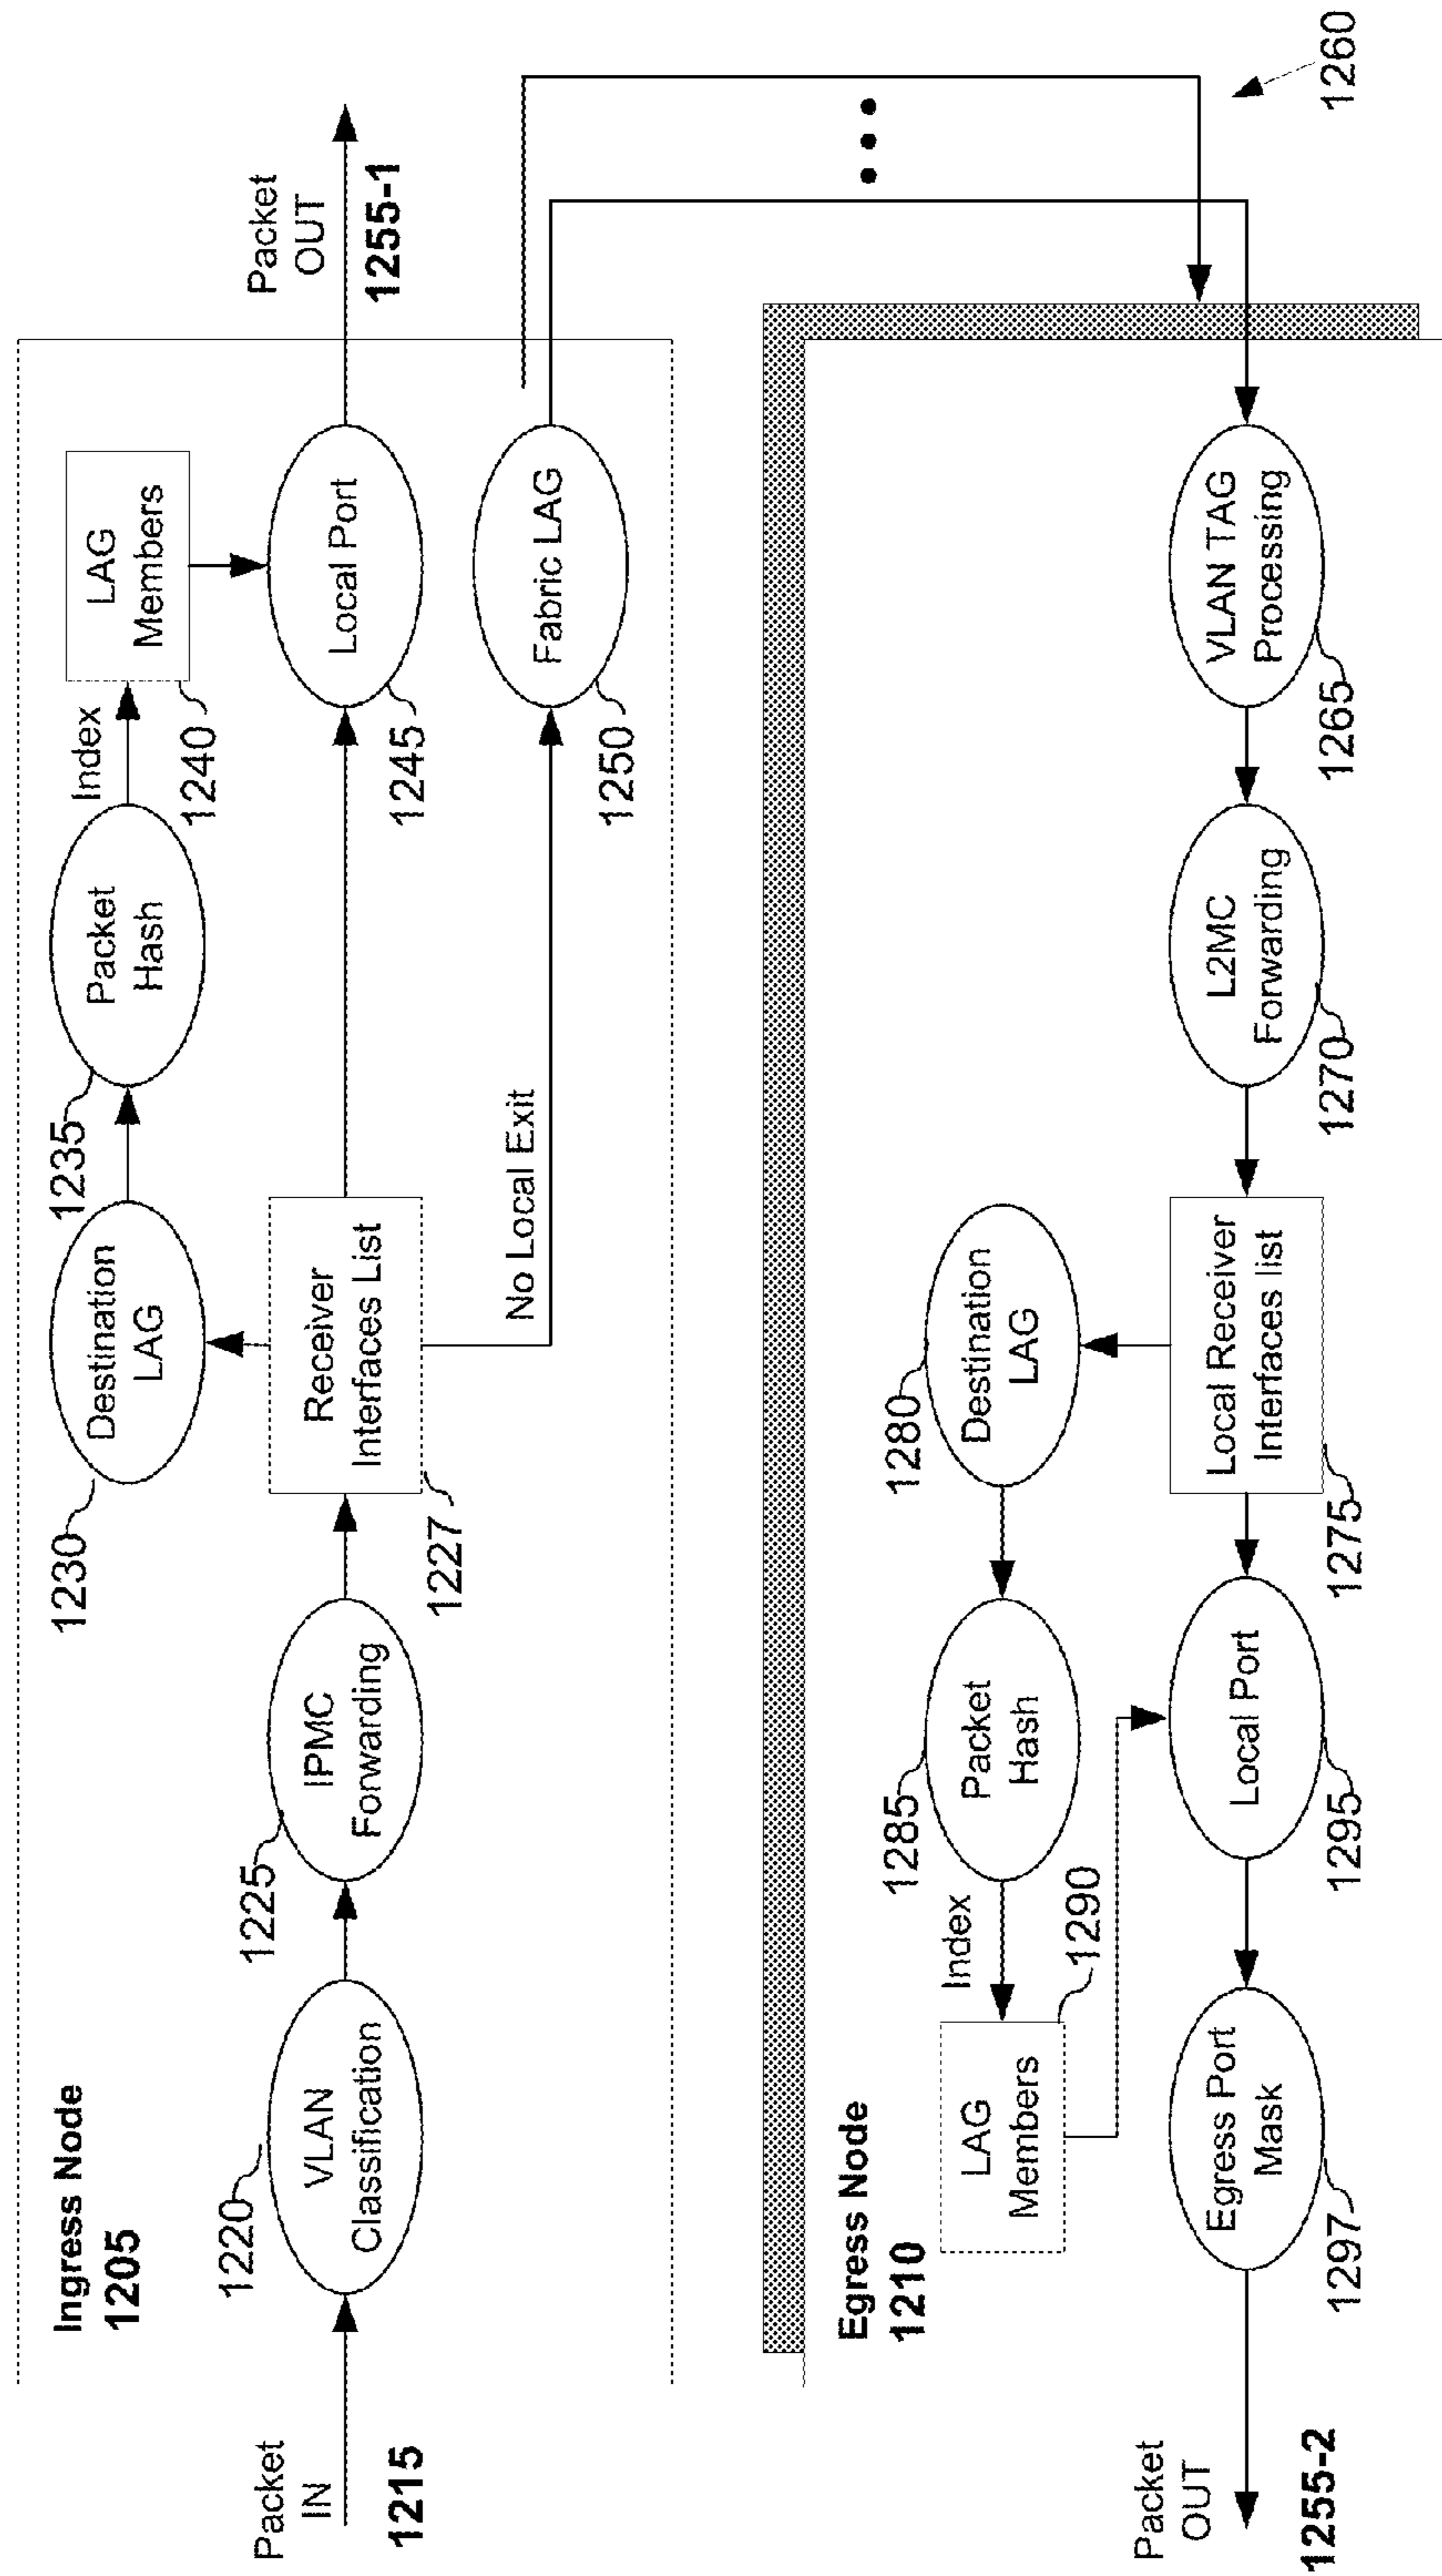 Ingress Node
1205
Packet
IN
1215
1220
VLAN
Classification
1225
IPMC
Forwarding
Receiver
Interfaces List
1227
1230
Destination
LAG
1235
Packet
Hash
Index
LAG
Members
1240
Local Port
1245
No Local Exit
Fabric LAG
1250
Packet
OUT
1255-1
1260
Egress Node
1210
VLAN TAG
Processing
1265
L2MC
Forwarding
1270
Local Receiver
Interfaces list
1275
1280
Destination
LAG
1285
Packet
Hash
Index
1290
LAG
Members
Local Port
1295
Egress Port
Mask
1297
Packet
OUT
1255-2